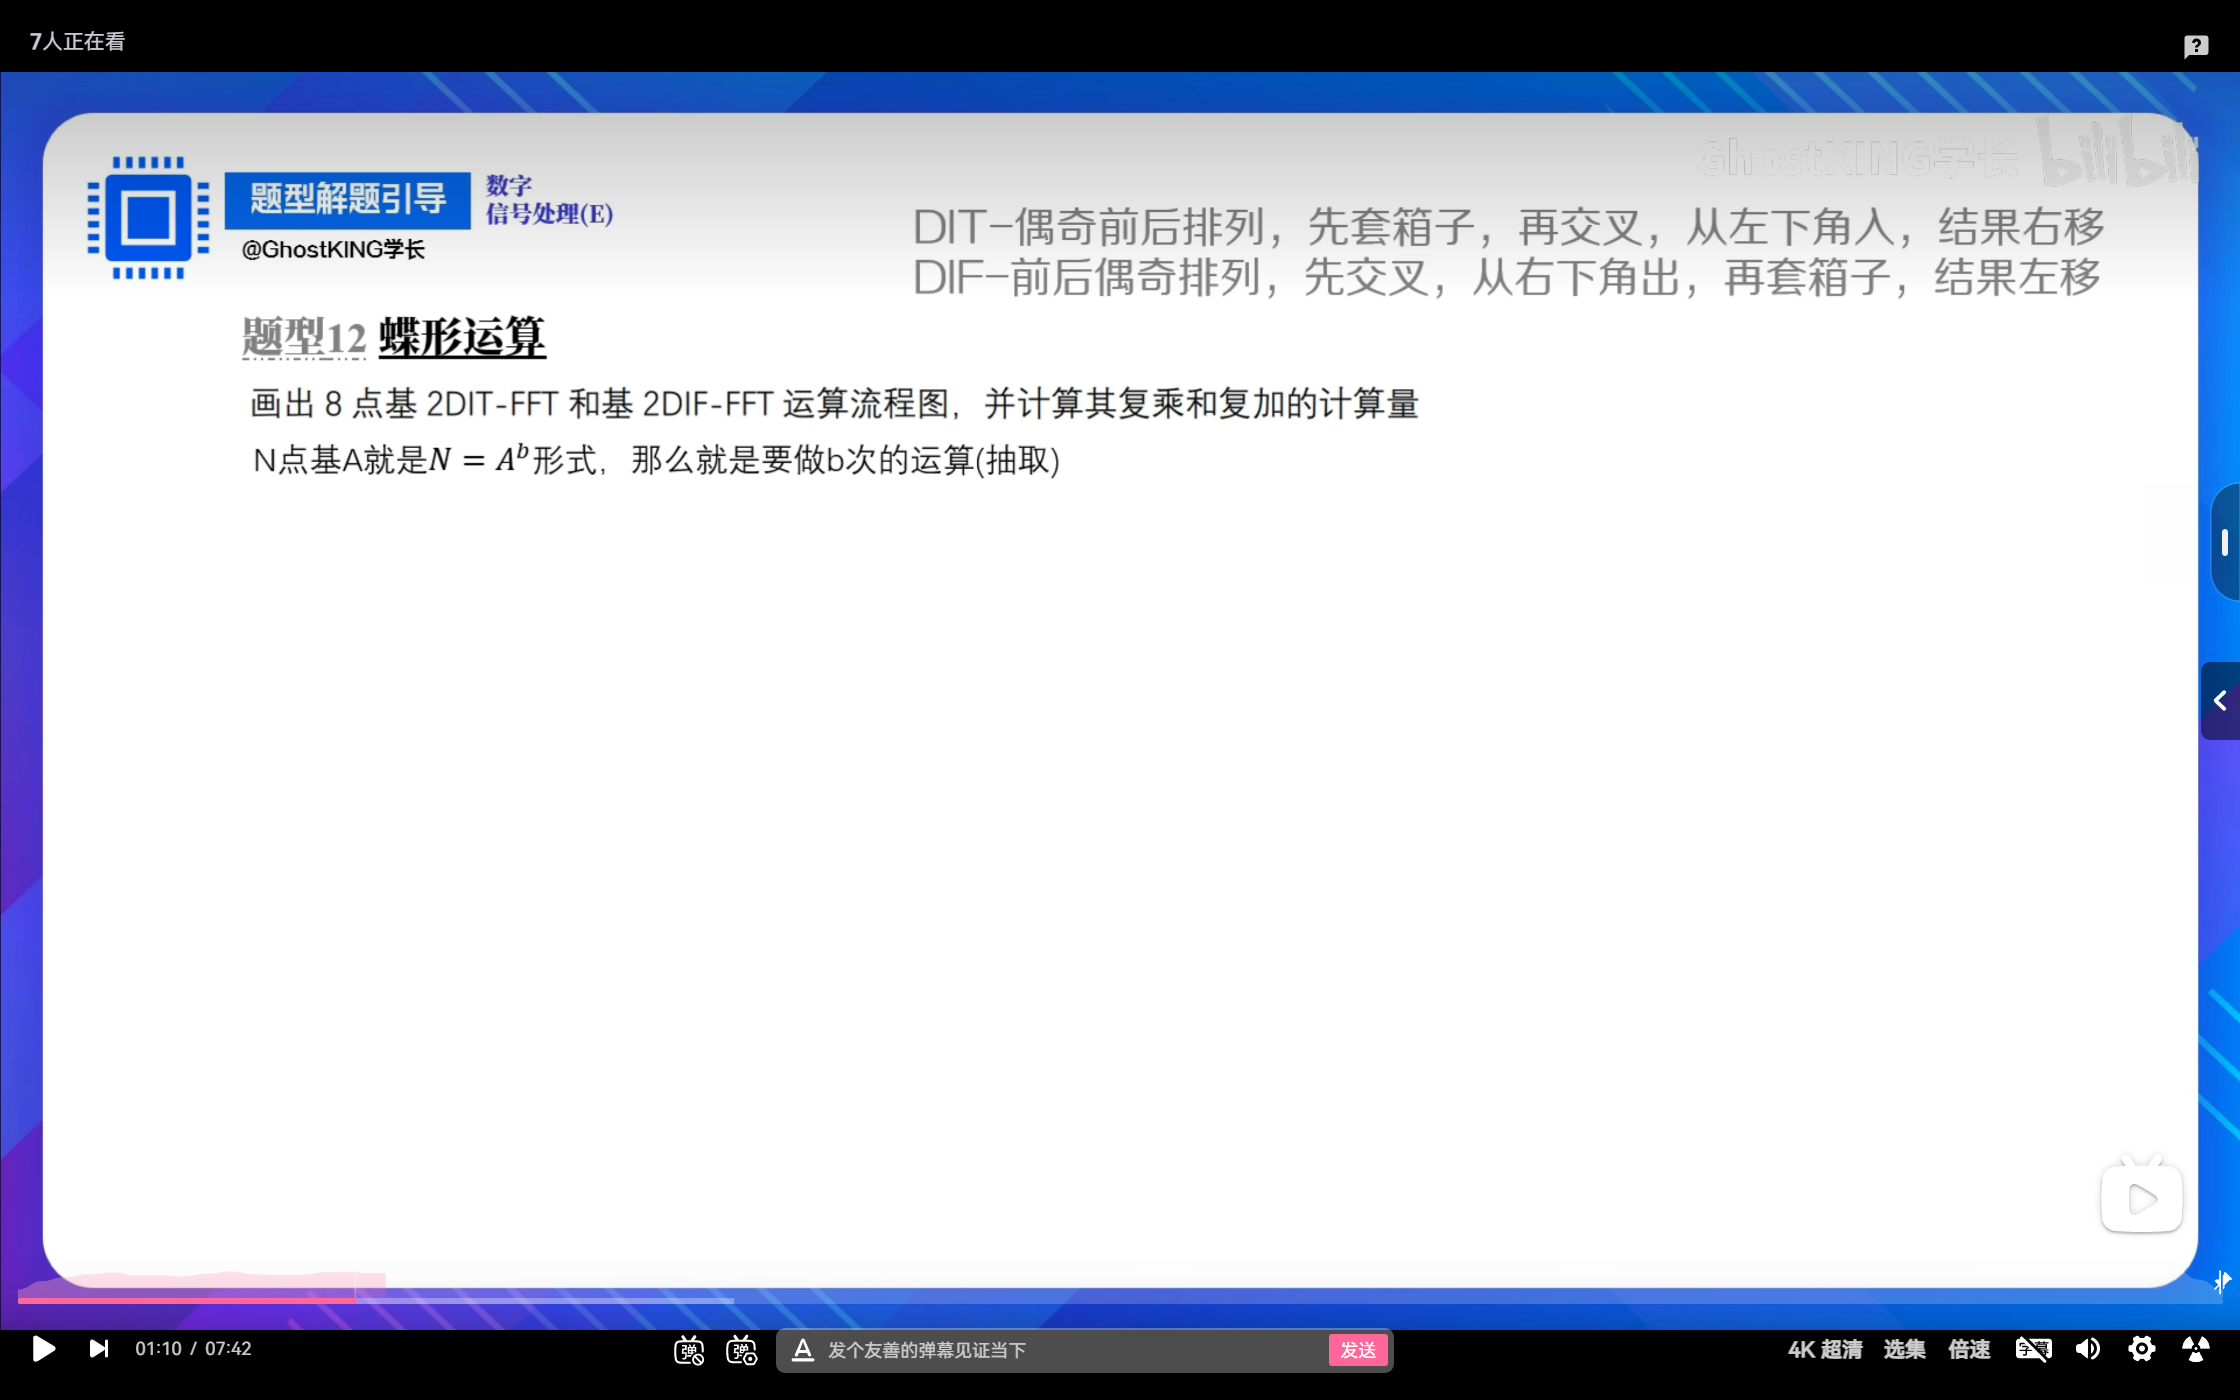 7人正在看
GhostKING学长 bilibili
题型解题引导
数字
信号处理(E)
@GhostKING学长
DIT-偶奇前后排列，先套箱子，再交叉，从左下角入，结果右移
DIF-前后偶奇排列，先交叉，从右下角出，再套箱子，结果左移
题型12 蝶形运算
画出 8 点基 2DIT-FFT 和基 2DIF-FFT 运算流程图，并计算其复乘和复加的计算量
N点基A就是N = A^b形式，那么就是要做b次的运算(抽取)
01:10 / 07:42
弹
弹
A 发个友善的弹幕见证当下
发送
4K 超清
选集
倍速
字幕